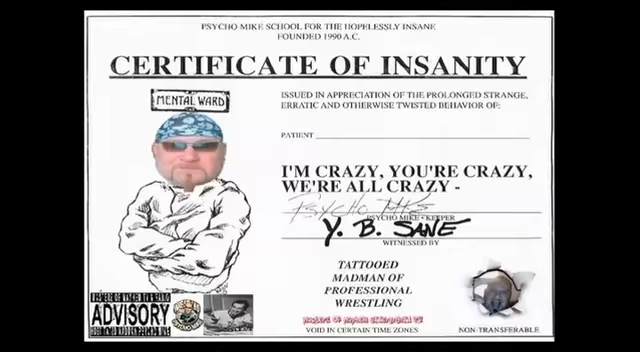 PSYCHO MIKE SCHOOL FOR THE HOPELESSLY INSANE
FOUNDED 1990 A.C.
CERTIFICATE OF INSANITY
MENTAL WARD
ISSUED IN APPRECIATION OF THE PROLONGED STRANGE,
ERRATIC AND OTHERWISE TWISTED BEHAVIOR OF:
PATIENT
I'M CRAZY, YOU'RE CRAZY,
WE'RE ALL CRAZY -
PSYCHO MIKE
PSYCHO MIKE - KEEPER
Y. B. SANE
WITNESSED BY
TATTOOED
MADMAN OF
PROFESSIONAL
WRESTLING
ADVISORY
VOID IN CERTAIN TIME ZONES
NON-TRANSFERABLE